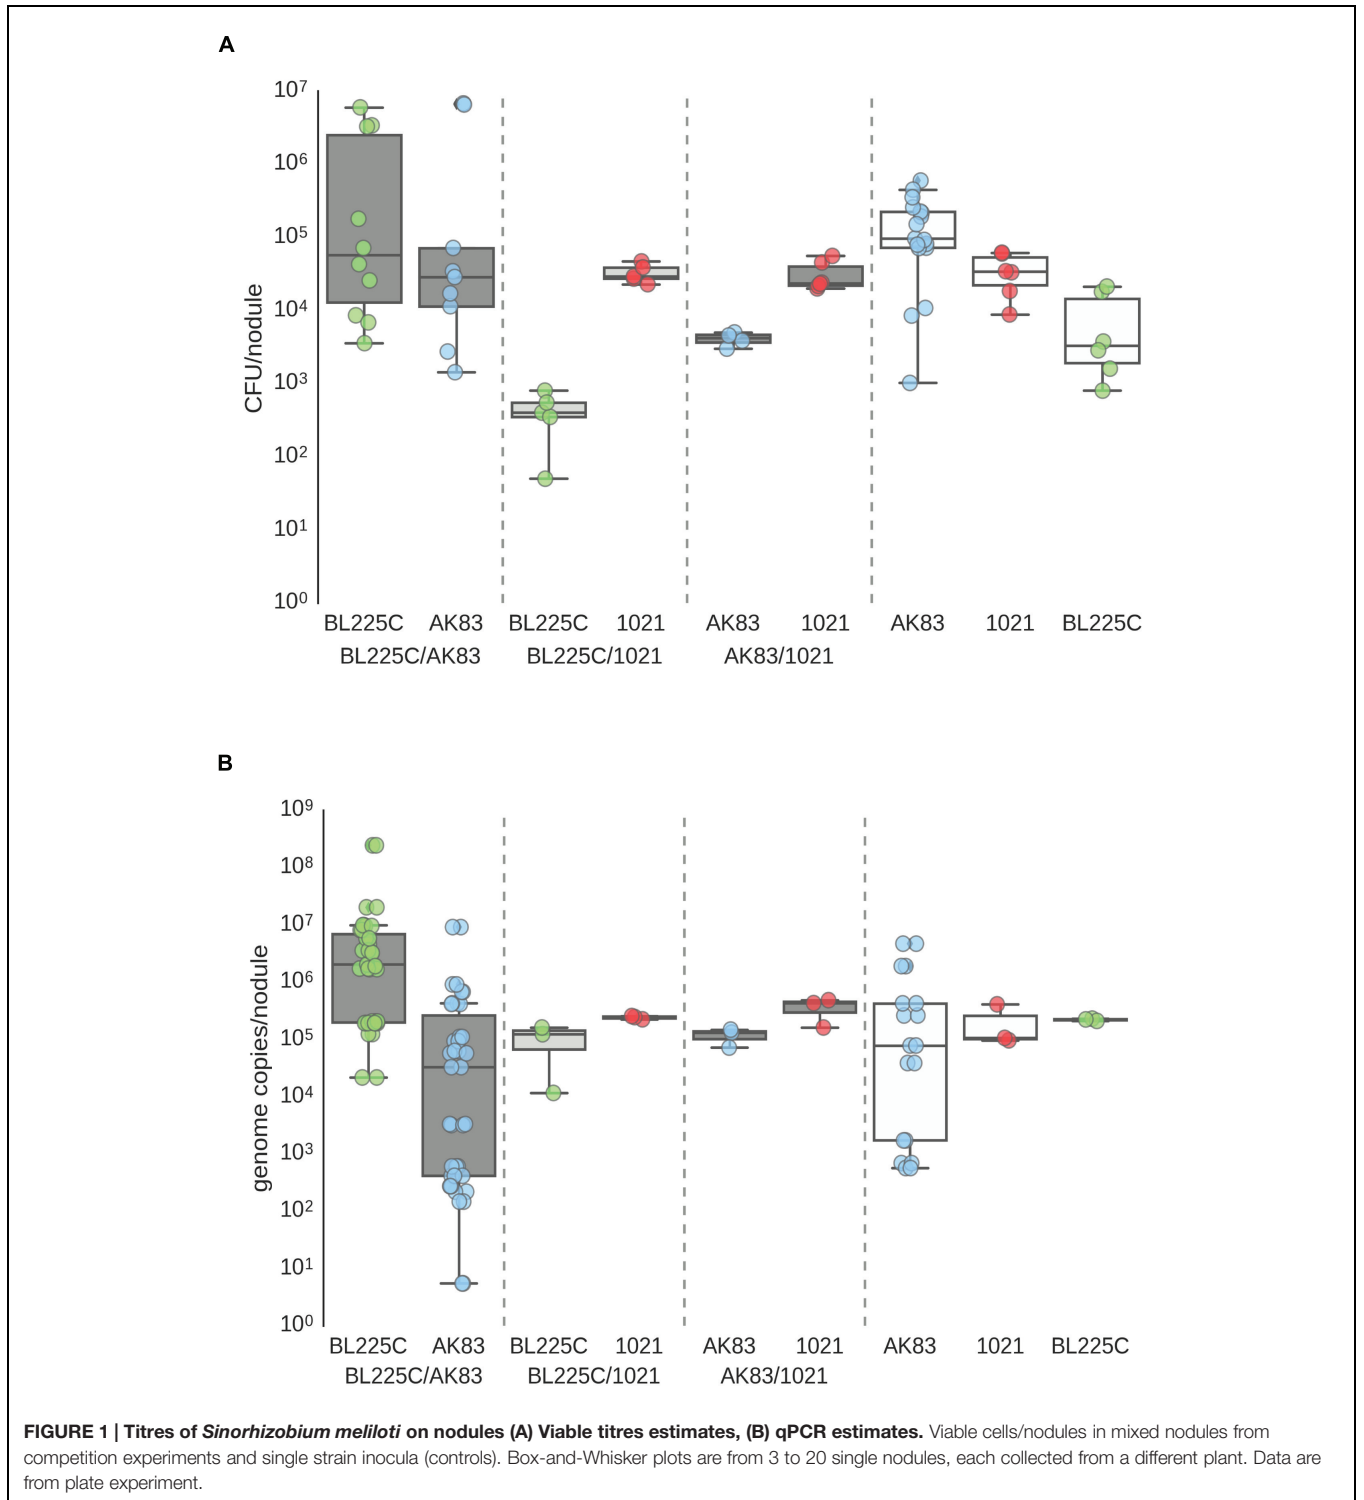 A
10⁷
10⁶
10⁵
10⁴
10³
10²
10¹
10⁰
CFU/nodule
BL225C AK83 BL225C 1021 AK83 1021 AK83 1021 BL225C
BL225C/AK83 BL225C/1021 AK83/1021
B
10⁹
10⁸
10⁷
10⁶
10⁵
10⁴
10³
10²
10¹
10⁰
genome copies/nodule
BL225C AK83 BL225C 1021 AK83 1021 AK83 1021 BL225C
BL225C/AK83 BL225C/1021 AK83/1021
FIGURE 1 | Titres of Sinorhizobium meliloti on nodules (A) Viable titres estimates, (B) qPCR estimates. Viable cells/nodules in mixed nodules from
competition experiments and single strain inocula (controls). Box-and-Whisker plots are from 3 to 20 single nodules, each collected from a different plant. Data are
from plate experiment.